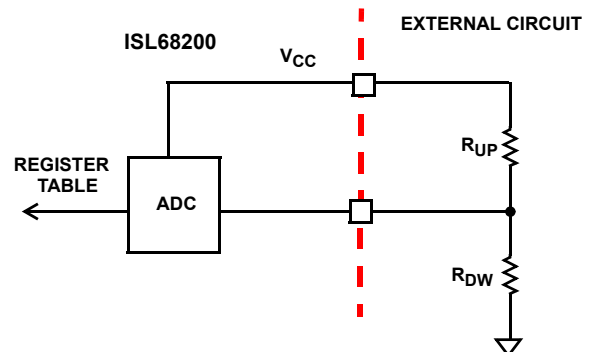 EXTERNAL CIRCUIT
ISL68200
VCC
RUP
REGISTER
TABLE
ADC
RDW